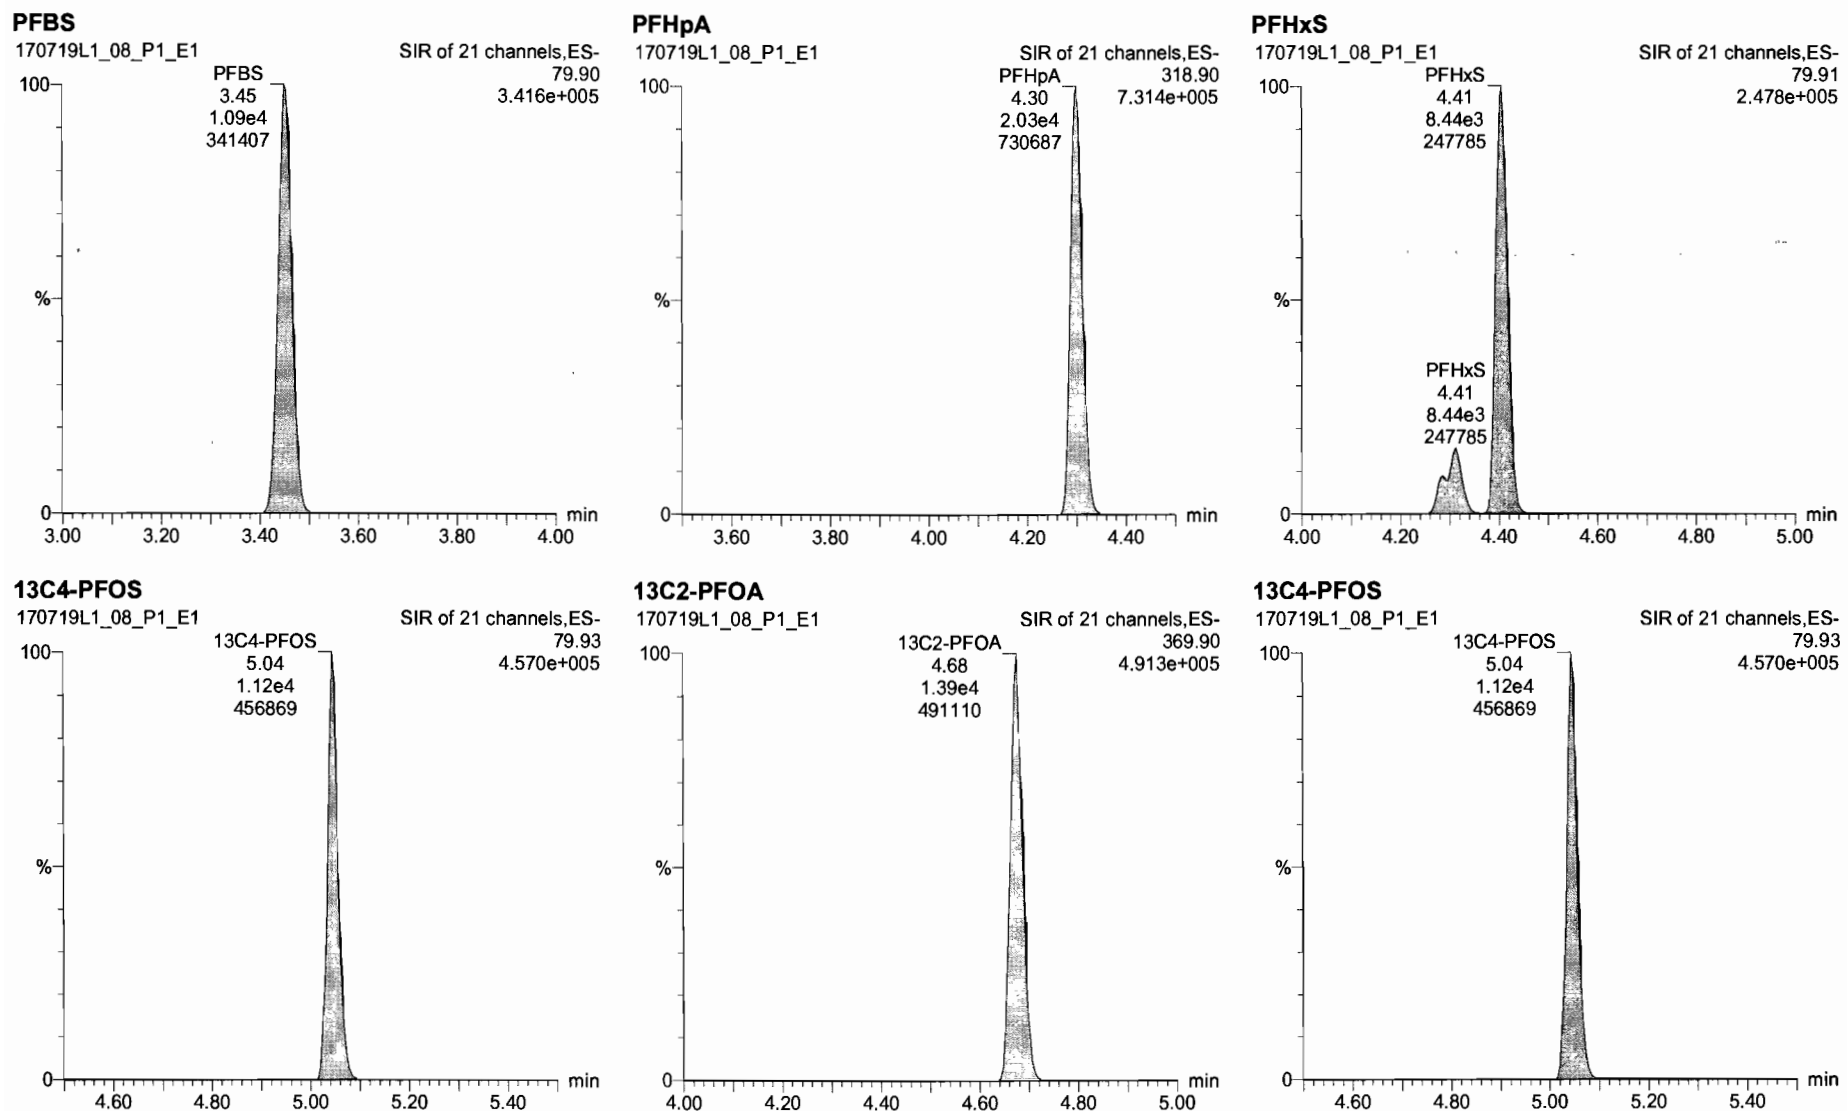 PFBS
170719L1_08_P1_E1
SIR of 21 channels,ES-
79.90
3.416e+005
PFBS
3.45
1.09e4
341407
100
%
0
3.00 3.20 3.40 3.60 3.80 4.00
min
PFHpA
170719L1_08_P1_E1
SIR of 21 channels,ES-
318.90
7.314e+005
PFHpA
4.30
2.03e4
730687
100
%
0
3.60 3.80 4.00 4.20 4.40
min
PFHxS
170719L1_08_P1_E1
SIR of 21 channels,ES-
79.91
2.478e+005
PFHxS
4.41
8.44e3
247785
PFHxS
4.41
8.44e3
247785
100
%
0
4.00 4.20 4.40 4.60 4.80 5.00
min
13C4-PFOS
170719L1_08_P1_E1
SIR of 21 channels,ES-
79.93
4.570e+005
13C4-PFOS
5.04
1.12e4
456869
100
%
0
4.60 4.80 5.00 5.20 5.40
min
13C2-PFOA
170719L1_08_P1_E1
SIR of 21 channels,ES-
369.90
4.913e+005
13C2-PFOA
4.68
1.39e4
491110
100
%
0
4.00 4.20 4.40 4.60 4.80 5.00
min
13C4-PFOS
170719L1_08_P1_E1
SIR of 21 channels,ES-
79.93
4.570e+005
13C4-PFOS
5.04
1.12e4
456869
100
%
0
4.60 4.80 5.00 5.20 5.40
min